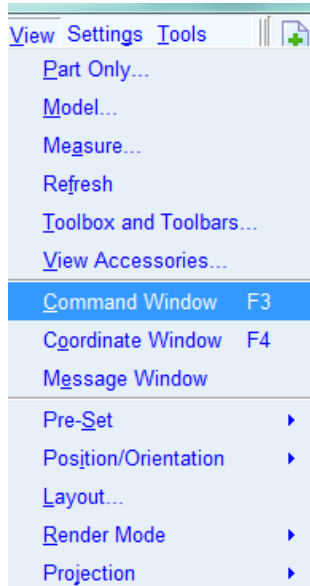 View Settings Tools
Part Only...
Model...
Measure...
Refresh
Toolbox and Toolbars...
View Accessories...
Command Window F3
Coordinate Window F4
Message Window
Pre-Set
Position/Orientation
Layout...
Render Mode
Projection